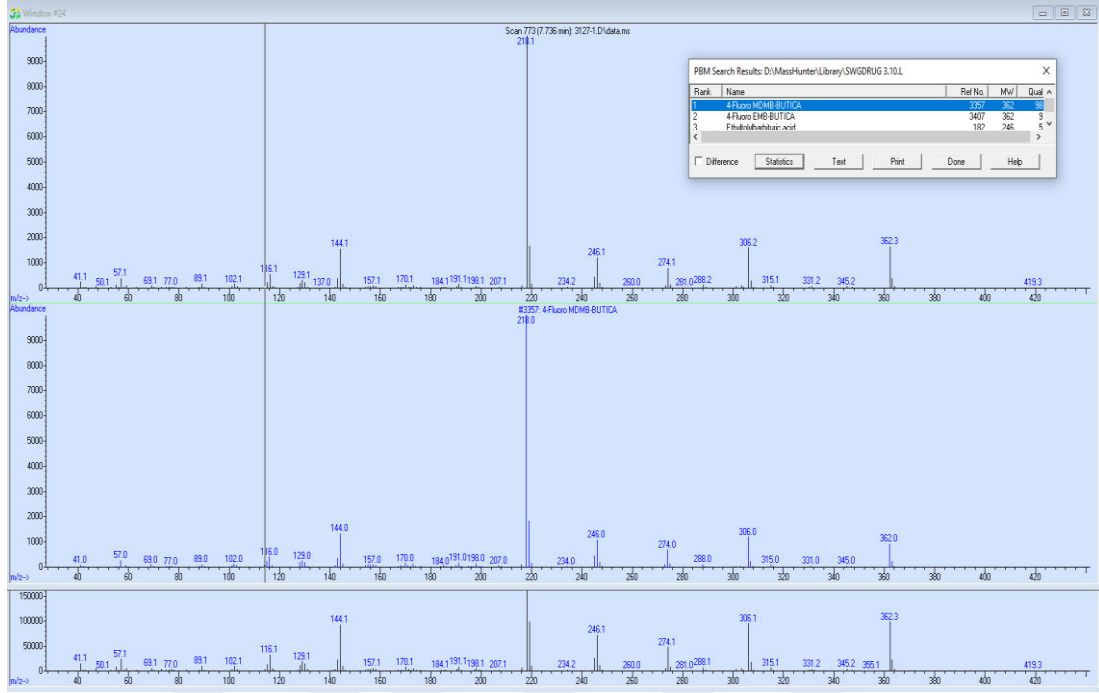 Window #24
Abundance
Scan 773 (7.736 min): 3127-1.D\data.ms
218.1
9000
8000
7000
6000
5000
4000
3000
2000
1000
0
41.1 50.1 57.1 69.1 77.0 89.1 102.1 116.1 129.1 137.0 144.1 157.1 170.1 184.1 191.1 198.1 207.1 234.2 246.1 260.0 274.1 281.0 288.2 306.2 315.1 331.2 345.2 362.3 419.3
m/z--> 40 60 80 100 120 140 160 180 200 220 240 260 280 300 320 340 360 380 400 420
PBM Search Results: D:\MassHunter\Library\SWGDRUG 3.10.L X
Rank Name Ref No. MW Qual
1 4-Fluoro MDMB-BUTICA 3357 362 98
2 4-Fluoro EMB-BUTICA 3407 362 9
3 Ethyltolylbarbituric acid 182 246 5
Difference Statistics Text Print Done Help
Abundance
#3357: 4-Fluoro MDMB-BUTICA
218.0
9000
8000
7000
6000
5000
4000
3000
2000
1000
0
41.0 57.0 69.0 77.0 89.0 102.0 116.0 129.0 144.0 157.0 170.0 184.0 191.0 198.0 207.0 234.0 246.0 260.0 274.0 288.0 306.0 315.0 331.0 345.0 362.0 420
m/z--> 40 60 80 100 120 140 160 180 200 220 240 260 280 300 320 340 360 380 400 420
150000
100000
50000
0
41.1 50.1 57.1 69.1 77.0 89.1 102.1 116.1 129.1 144.1 157.1 170.1 184.1 191.1 198.1 207.1 234.2 246.1 260.0 274.1 281.0 288.1 306.1 315.1 331.2 345.2 355.1 362.3 419.3
m/z--> 40 60 80 100 120 140 160 180 200 220 240 260 280 300 320 340 360 380 400 420